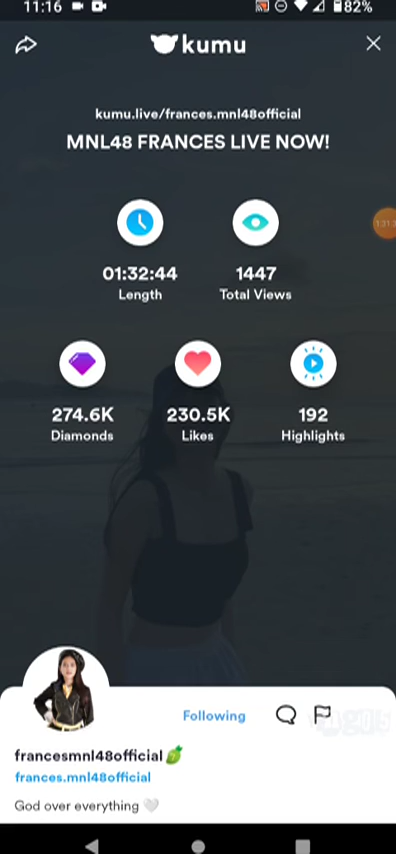 11:16
82%
kumu
kumu.live/frances.mnl48official
MNL48 FRANCES LIVE NOW!
01:32:44
Length
1447
Total Views
274.6K
Diamonds
230.5K
Likes
192
Highlights
Following
francesmnl48official
frances.mnl48official
God over everything 🤍